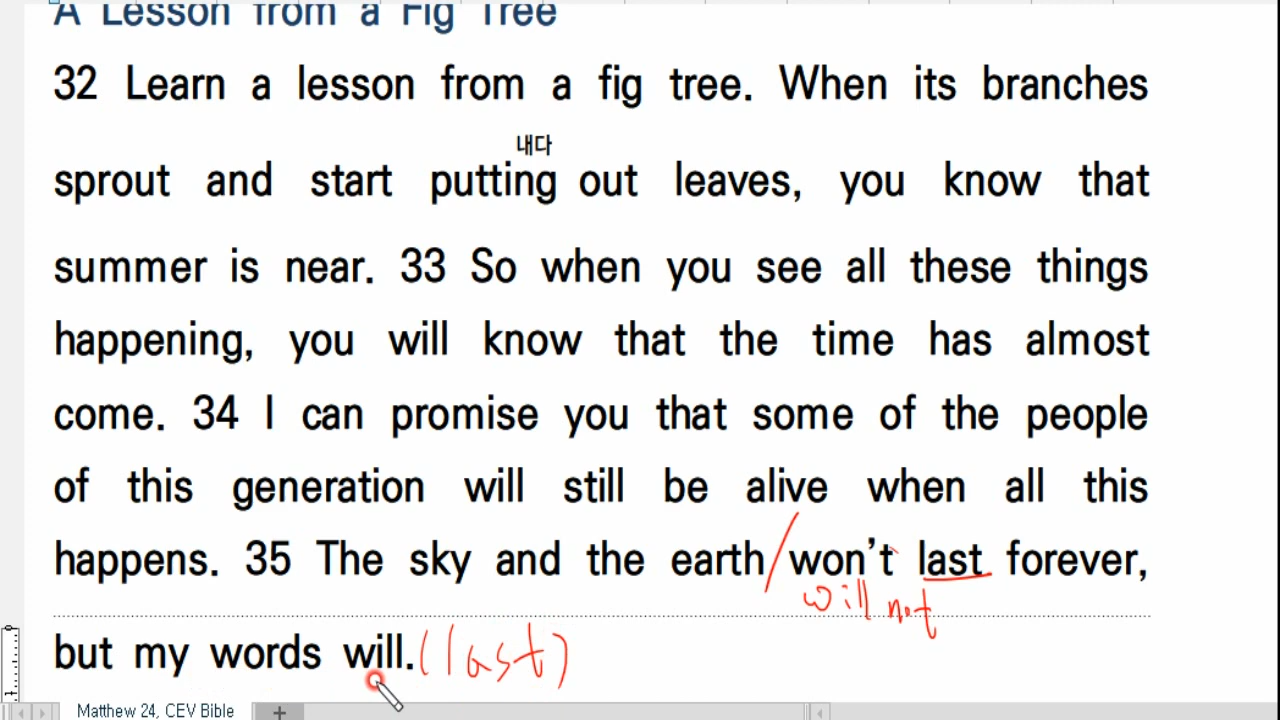 A Lesson from a Fig Tree
32 Learn a lesson from a fig tree. When its branches
내다
sprout and start putting out leaves, you know that
summer is near. 33 So when you see all these things
happening, you will know that the time has almost
come. 34 I can promise you that some of the people
of this generation will still be alive when all this
happens. 35 The sky and the earth / won't last forever,
will not
but my words will. (last)
Matthew 24, CEV Bible